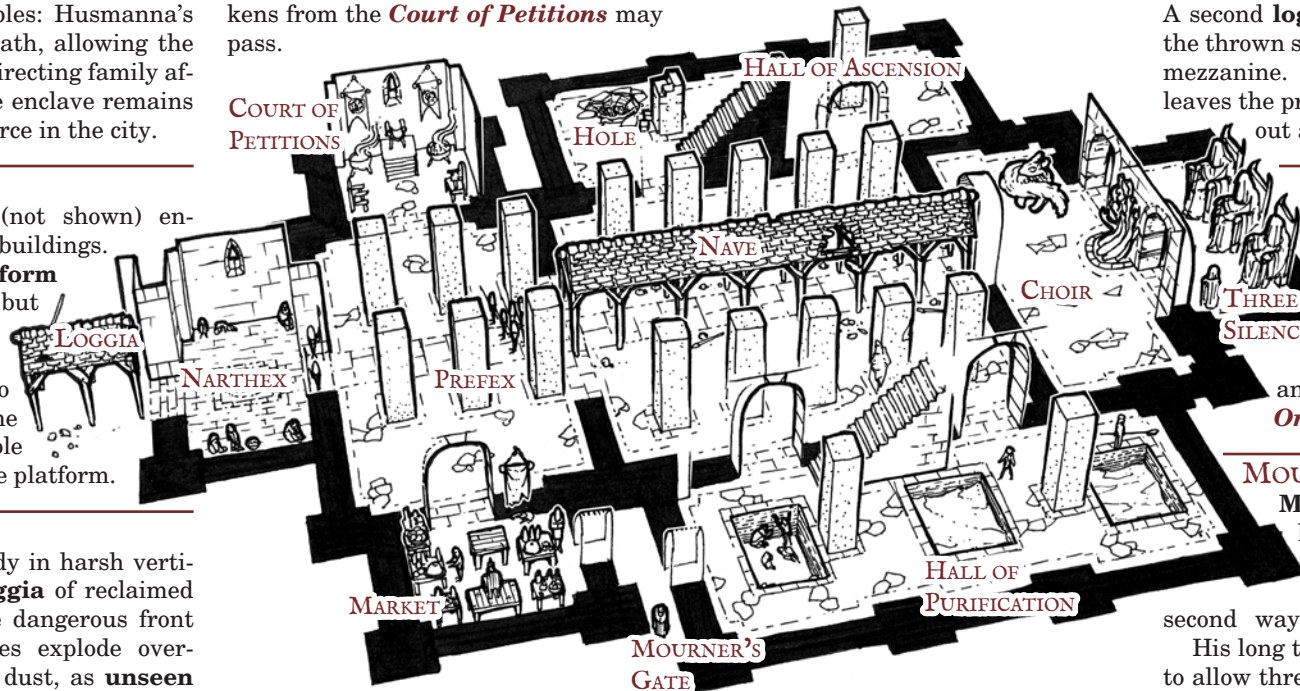 ples: Husmanna's
ath, allowing the
irecting family af-
e enclave remains
rce in the city.
(not shown) en-
buildings.
form
but
o
ne
ble
e platform.
dy in harsh verti-
ggia of reclaimed
e dangerous front
es explode over-
dust, as unseen
kens from the Court of Petitions may
pass.
Court of
Petitions
Hole
Hall of Ascension
Nave
Choir
Loggia
Narthex
Prefex
Market
Mourner's
Gate
Hall of
Purification
Three
Silenc
A second log
the thrown s
mezzanine.
leaves the pr
out a
an
Or
Mou
M
second way
His long t
to allow thre